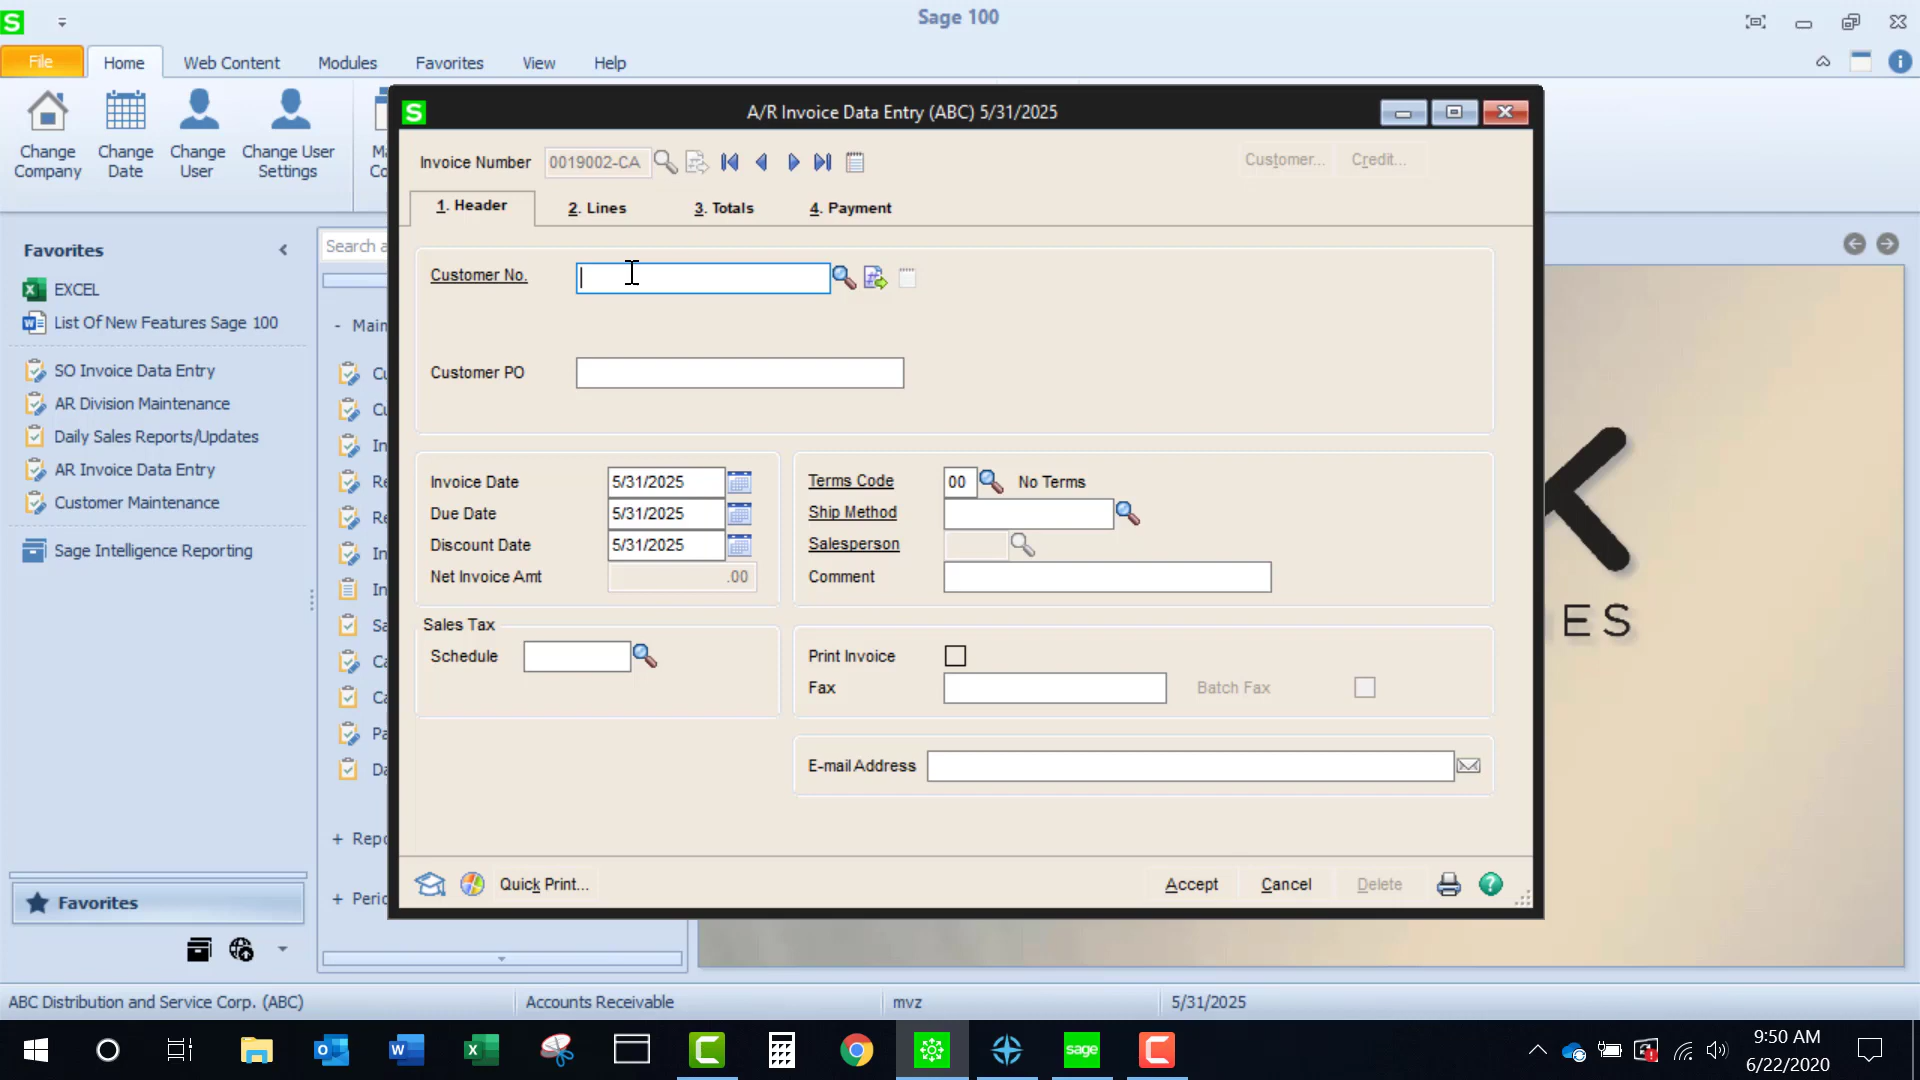 Sage 100
File
Home
Web Content
Modules
Favorites
View
Help
Change Company
Change Date
Change User
Change User Settings
A/R Invoice Data Entry (ABC) 5/31/2025
Invoice Number
0019002-CA
Customer...
Credit...
1. Header
2. Lines
3. Totals
4. Payment
Customer No.
Customer PO
Invoice Date
5/31/2025
Due Date
5/31/2025
Discount Date
5/31/2025
Net Invoice Amt
.00
Terms Code
00
No Terms
Ship Method
Salesperson
Comment
Sales Tax
Schedule
Print Invoice
Fax
Batch Fax
E-mail Address
Quick Print...
Accept
Cancel
Delete
Favorites
EXCEL
List Of New Features Sage 100
SO Invoice Data Entry
AR Division Maintenance
Daily Sales Reports/Updates
AR Invoice Data Entry
Customer Maintenance
Sage Intelligence Reporting
Favorites
Search
K
ES
ABC Distribution and Service Corp. (ABC)
Accounts Receivable
mvz
5/31/2025
sage
9:50 AM
6/22/2020